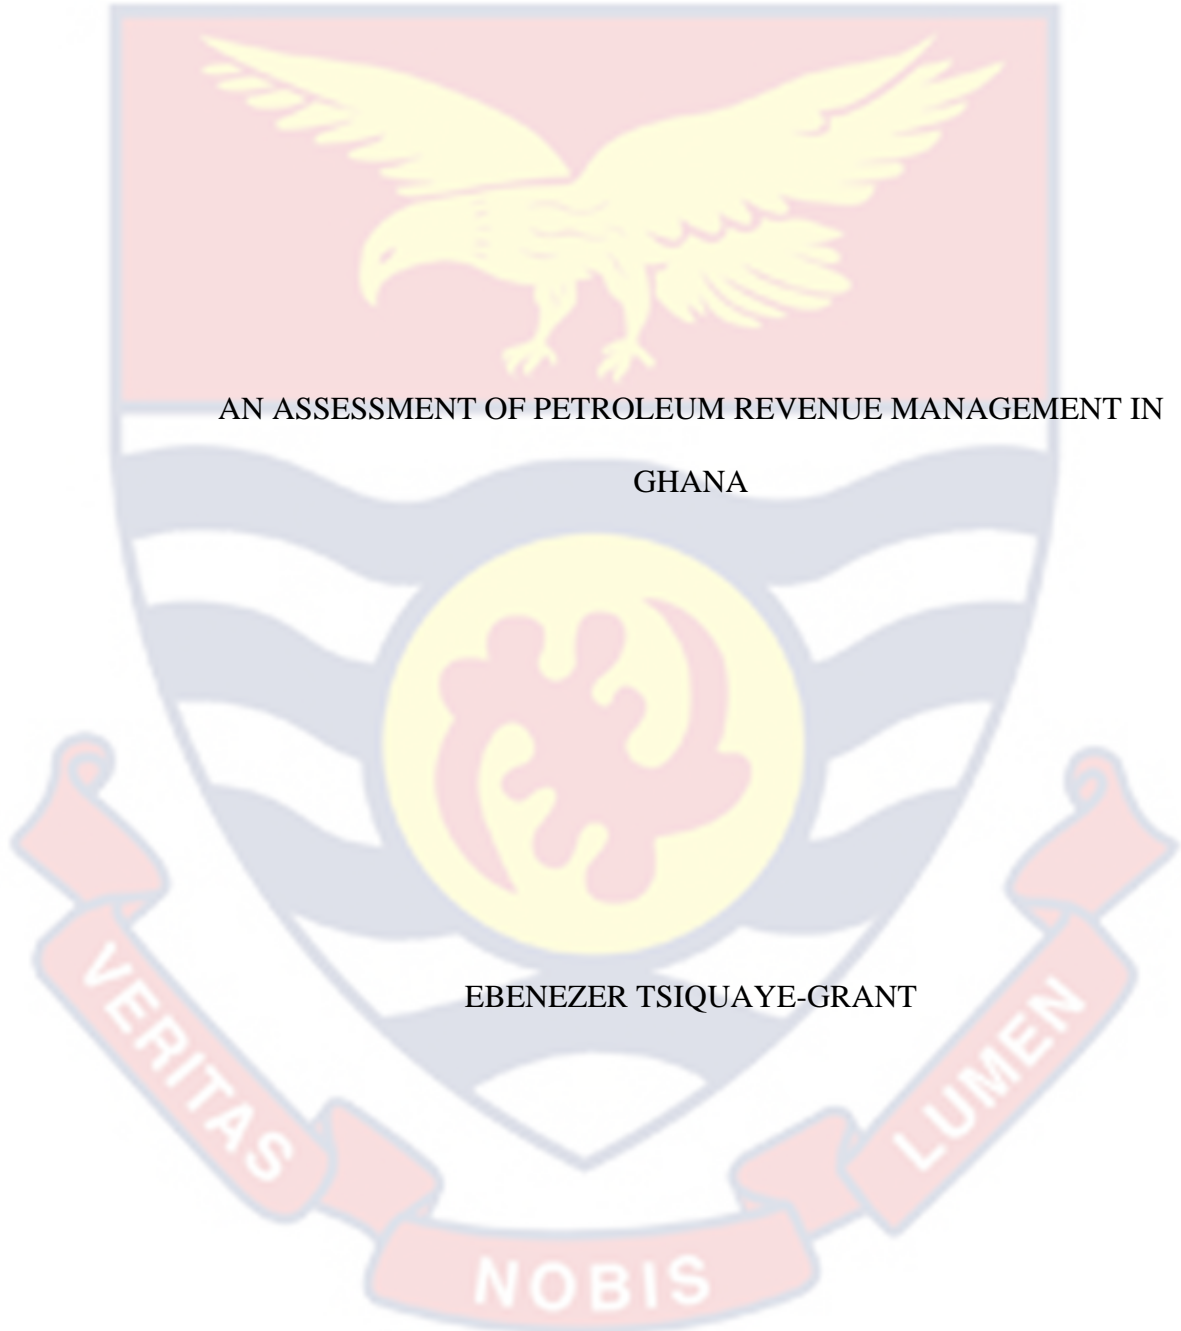 AN ASSESSMENT OF PETROLEUM REVENUE MANAGEMENT IN
GHANA
EBENEZER TSIQUAYE-GRANT
VERITAS
NOBIS
LUMEN